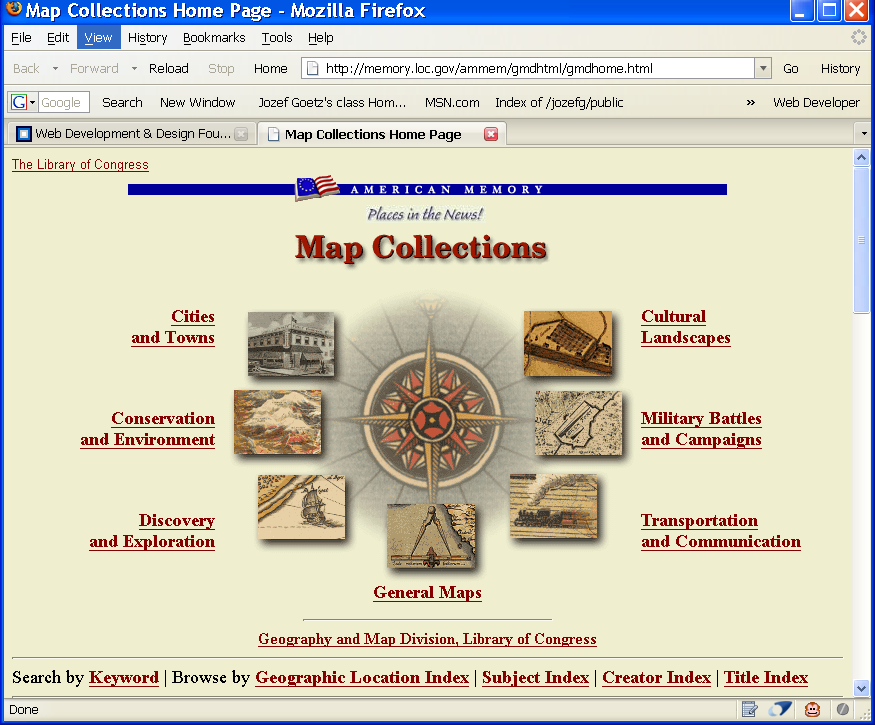 Map Collections Home Page - Mozilla Firefox
File Edit View History Bookmarks Tools Help
Back Forward Reload Stop Home http://memory.loc.gov/ammem/gmdhtml/gmdhome.html Go History
G Google Search New Window Jozef Goetz's class Hom... MSN.com Index of /jozefg/public » Web Developer
Web Development & Design Fou... Map Collections Home Page
The Library of Congress
AMERICAN MEMORY
Places in the News!
Map Collections
Cities
and Towns
Cultural
Landscapes
Conservation
and Environment
Military Battles
and Campaigns
Discovery
and Exploration
Transportation
and Communication
General Maps
Geography and Map Division, Library of Congress
Search by Keyword | Browse by Geographic Location Index | Subject Index | Creator Index | Title Index
Done